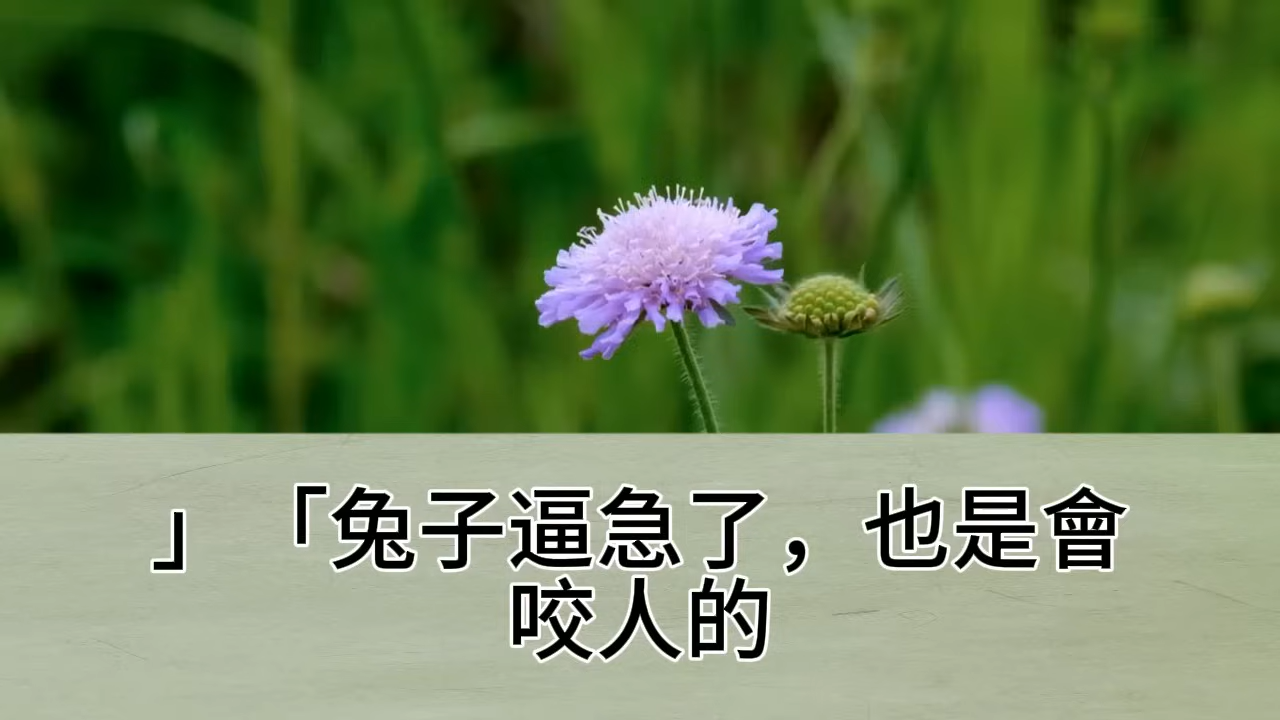 」 「兔子逼急了，也是會
咬人的